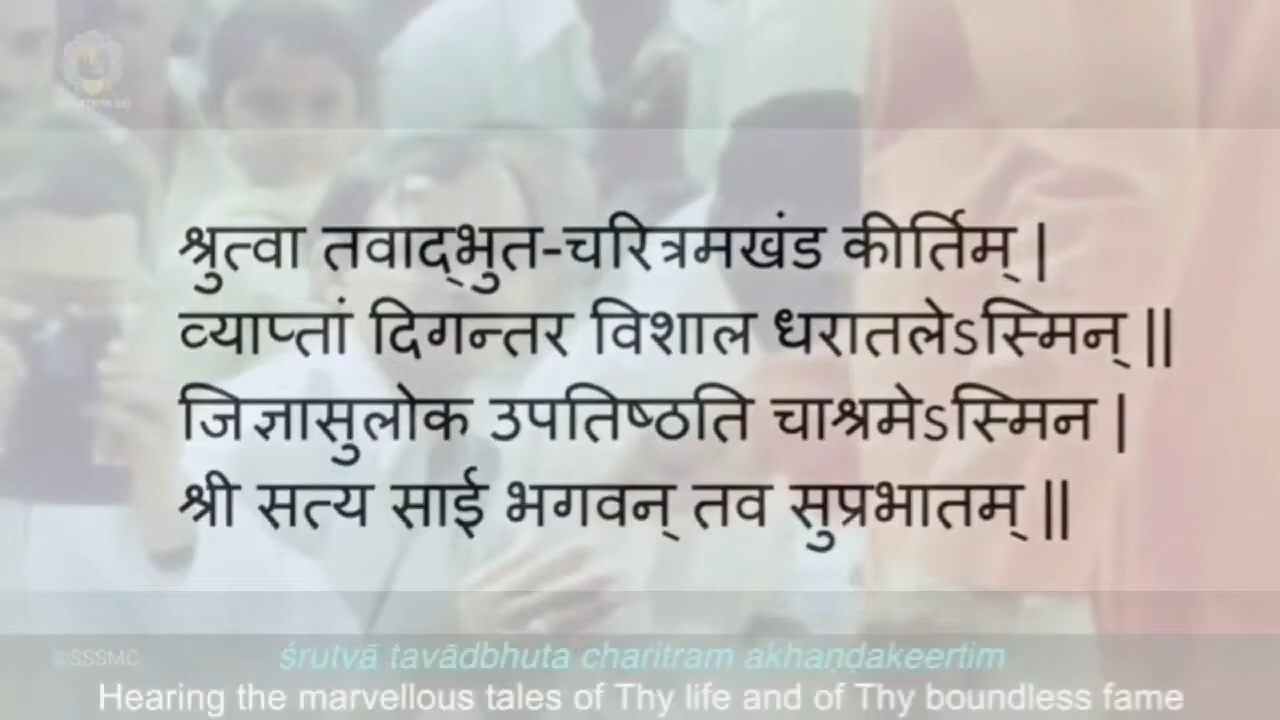 श्रुत्वा तवाद्‌भुत-चरित्रमखंड कीर्तिम् |
व्याप्तां दिगन्तर विशाल धरातलेऽस्मिन् ||
जिज्ञासुलोक उपतिष्ठति चाश्रमेऽस्मिन |
श्री सत्य साई भगवन् तव सुप्रभातम् ||
©SSSMC
śrutvā tavādbhuta charitram akhaṇḍakeertim
Hearing the marvellous tales of Thy life and of Thy boundless fame